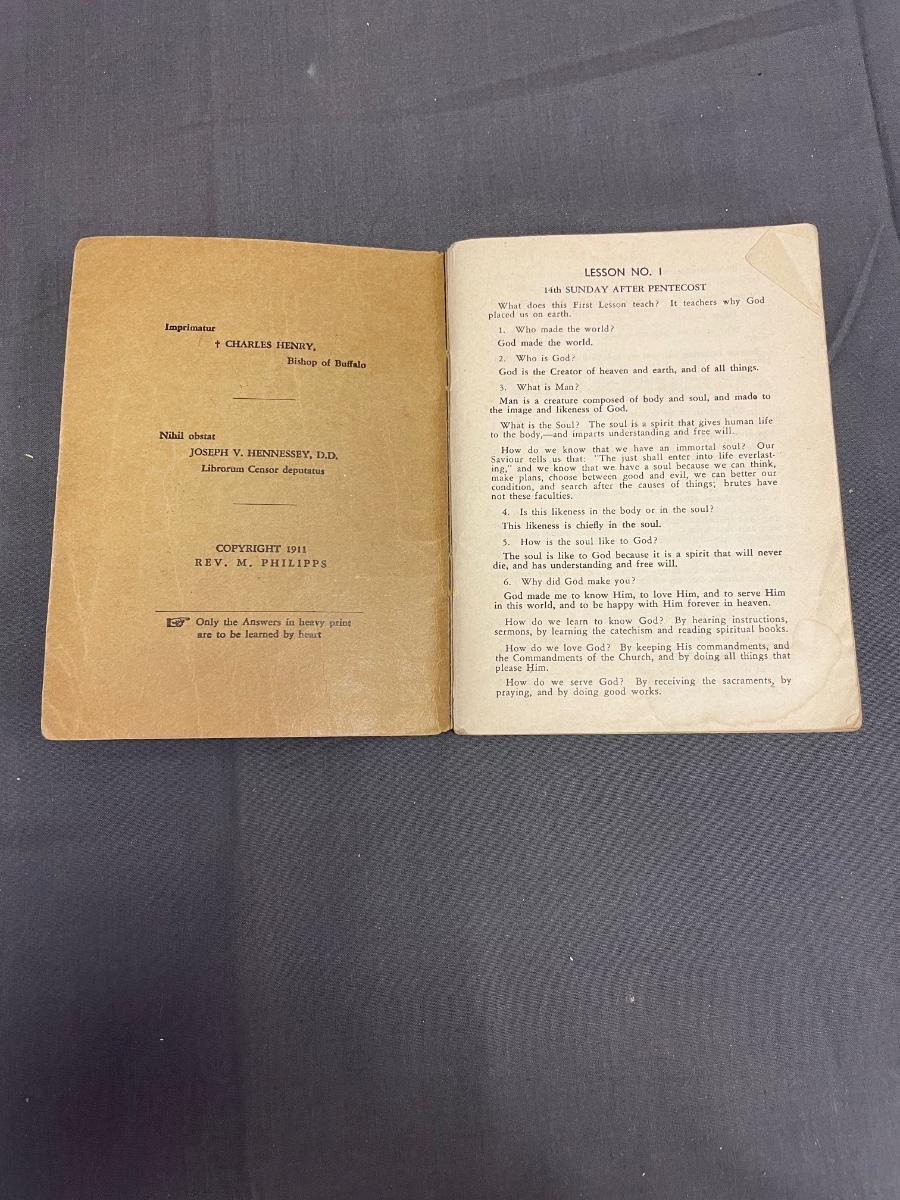 Imprimatur
† CHARLES HENRY,
Bishop of Buffalo
Nihil obstat
JOSEPH V. HENNESSEY, D.D.
Librorum Censor deputatus
COPYRIGHT 1911
REV. M. PHILIPPS
☞ Only the Answers in heavy print
are to be learned by heart
LESSON NO. 1
14th SUNDAY AFTER PENTECOST
What does this First Lesson teach? It teachers why God
placed us on earth.
1. Who made the world?
God made the world.
2. Who is God?
God is the Creator of heaven and earth, and of all things.
3. What is Man?
Man is a creature composed of body and soul, and made to
the image and likeness of God.
What is the Soul? The soul is a spirit that gives human life
to the body,—and imparts understanding and free will.
How do we know that we have an immortal soul? Our
Saviour tells us that: "The just shall enter into life everlast-
ing," and we know that we have a soul because we can think,
make plans, choose between good and evil, we can better our
condition, and search after the causes of things; brutes have
not these faculties.
4. Is this likeness in the body or in the soul?
This likeness is chiefly in the soul.
5. How is the soul like to God?
The soul is like to God because it is a spirit that will never
die, and has understanding and free will.
6. Why did God make you?
God made me to know Him, to love Him, and to serve Him
in this world, and to be happy with Him forever in heaven.
How do we learn to know God? By hearing instructions,
sermons, by learning the catechism and reading spiritual books.
How do we love God? By keeping His commandments, and
the Commandments of the Church, and by doing all things that
please Him.
How do we serve God? By receiving the sacraments, by
praying, and by doing good works.